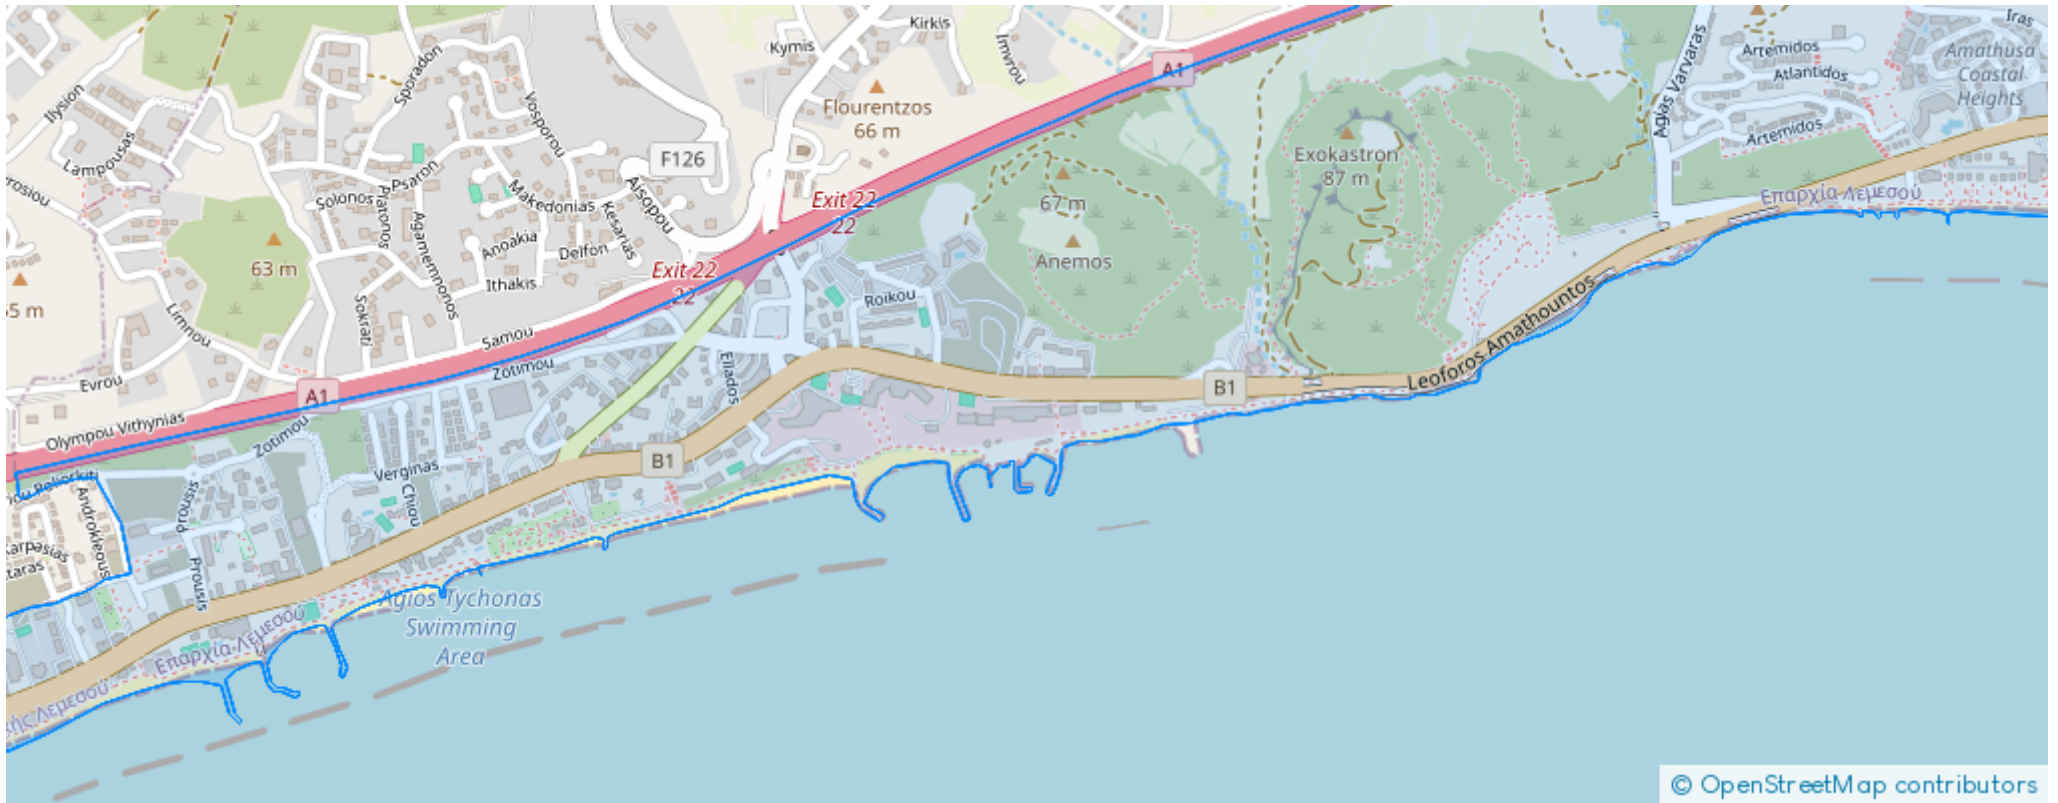 Kirkis
Kymis
Imvrou
Sporadon
Ilysion
A1
Iras
Artemidos
Atlantidos
Amathusa
Coastal
Heights
Agias Varvaras
Artemidos
Flourentzos
66 m
Vosporou
Lampousas
F126
Exokastron
87 m
Psaron
Solonos
Platonos
Makedonias
Aisopou
Kesarias
Exit 22
22
67 m
Επαρχία Λεμεσού
Agamemnonos
Anoakia
Delfon
63 m
Anemos
Exit 22
22
Ithakis
Sokrati
Roikou
5 m
Limnou
Samou
Zotimou
Leoforos Amathountos
Evrou
A1
Ellados
B1
Olympou Vithynias
Zotimou
B1
Verginas
Chiou
Prousis
Androkleous
Karpasias
Prousis
Agios Tychonas
Swimming
Area
Επαρχία Λεμεσού
Λεμεσού
© OpenStreetMap contributors